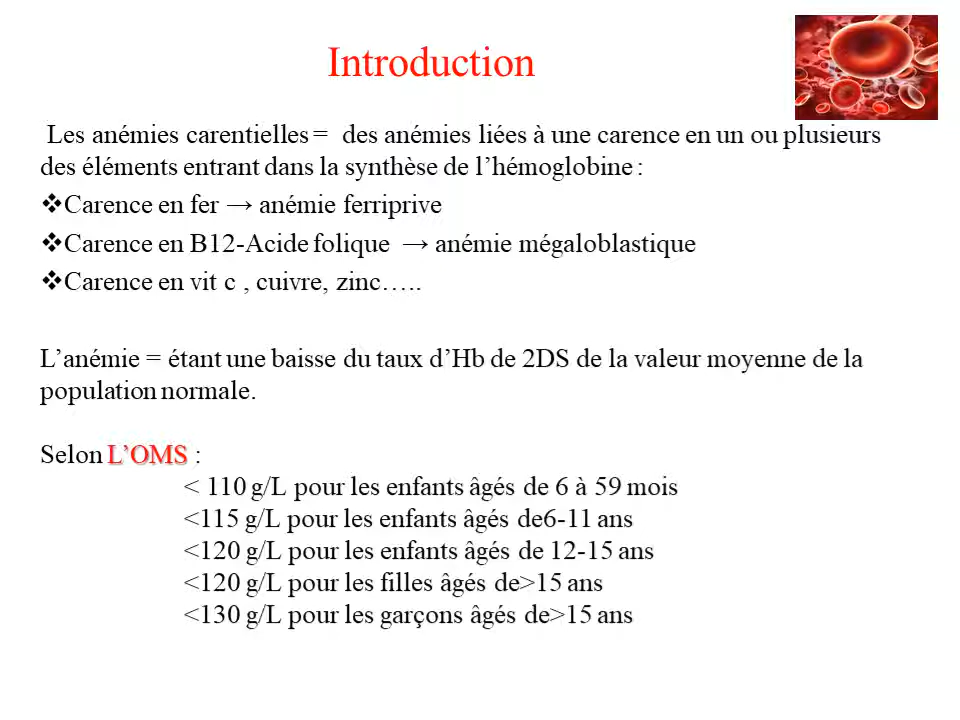 Introduction
Les anémies carentielles = des anémies liées à une carence en un ou plusieurs
des éléments entrant dans la synthèse de l’hémoglobine :
❖Carence en fer → anémie ferriprive
❖Carence en B12-Acide folique → anémie mégaloblastique
❖Carence en vit c , cuivre, zinc…..
L’anémie = étant une baisse du taux d’Hb de 2DS de la valeur moyenne de la
population normale.
Selon L’OMS :
< 110 g/L pour les enfants âgés de 6 à 59 mois
<115 g/L pour les enfants âgés de6-11 ans
<120 g/L pour les enfants âgés de 12-15 ans
<120 g/L pour les filles âgés de>15 ans
<130 g/L pour les garçons âgés de>15 ans